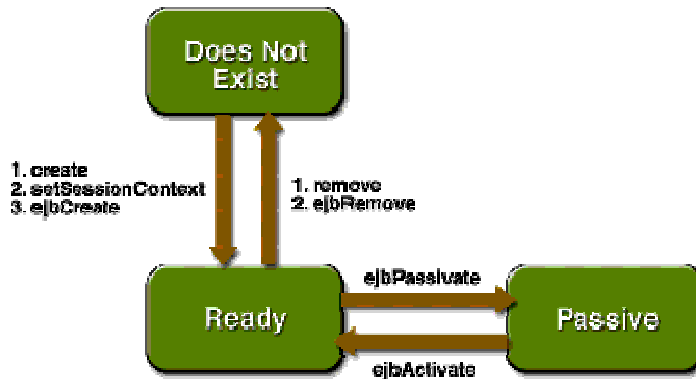 Does Not
Exist
1. create
2. setSessionContext
3. ejbCreate
1. remove
2. ejbRemove
ejbPassivate
Ready
Passive
ejbActivate